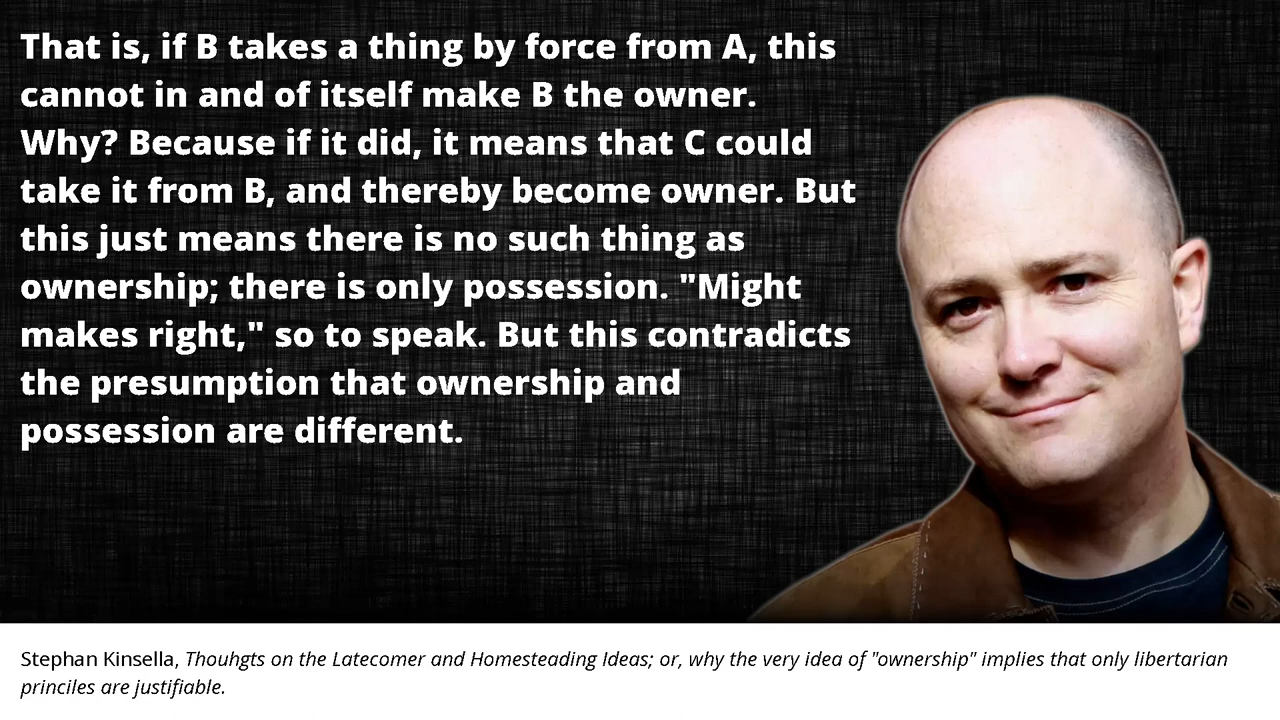 That is, if B takes a thing by force from A, this
cannot in and of itself make B the owner.
Why? Because if it did, it means that C could
take it from B, and thereby become owner. But
this just means there is no such thing as
ownership; there is only possession. "Might
makes right," so to speak. But this contradicts
the presumption that ownership and
possession are different.
Stephan Kinsella, Thouhgts on the Latecomer and Homesteading Ideas; or, why the very idea of "ownership" implies that only libertarian
princiles are justifiable.